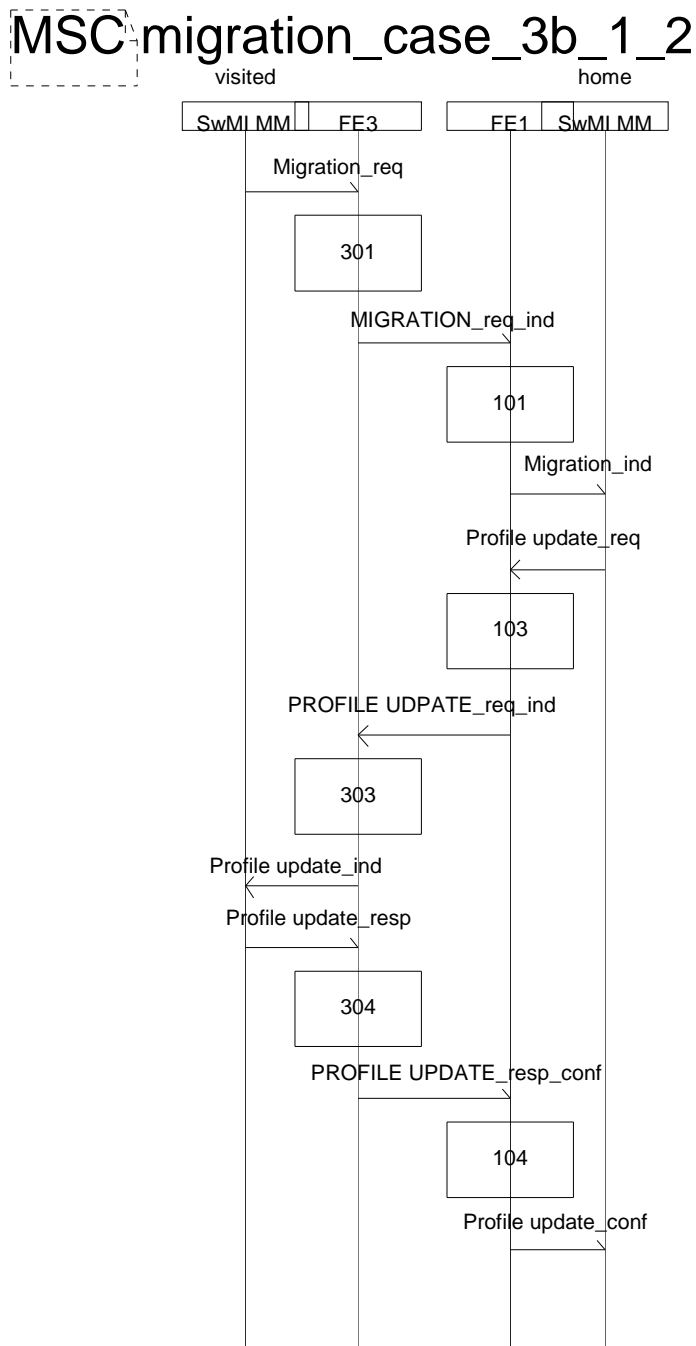 MSC migration_case_3b_1_2
visited home
SwMI MM FE3 FE1 SwMI MM
Migration_req
301
MIGRATION_req_ind
101
Migration_ind
Profile update_req
103
PROFILE UDPATE_req_ind
303
Profile update_ind
Profile update_resp
304
PROFILE UPDATE_resp_conf
104
Profile update_conf